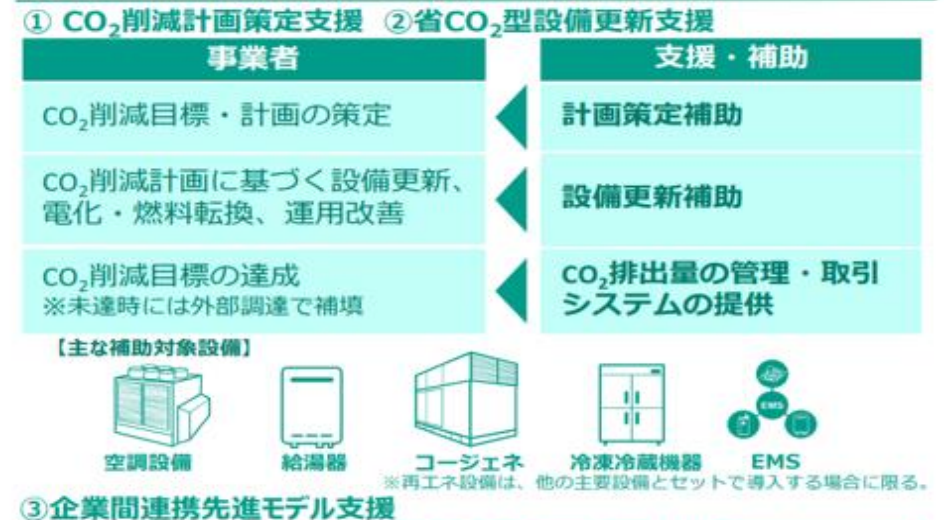 ① CO₂削減計画策定支援 ②省CO₂型設備更新支援
事業者
支援・補助
CO₂削減目標・計画の策定
計画策定補助
CO₂削減計画に基づく設備更新、
電化・燃料転換、運用改善
設備更新補助
CO₂削減目標の達成
※未達時には外部調達で補填
CO₂排出量の管理・取引
システムの提供
【主な補助対象設備】
EMS
空調設備
給湯器
コージェネ
冷凍冷蔵機器
EMS
※再エネ設備は、他の主要設備とセットで導入する場合に限る。
③企業間連携先進モデル支援